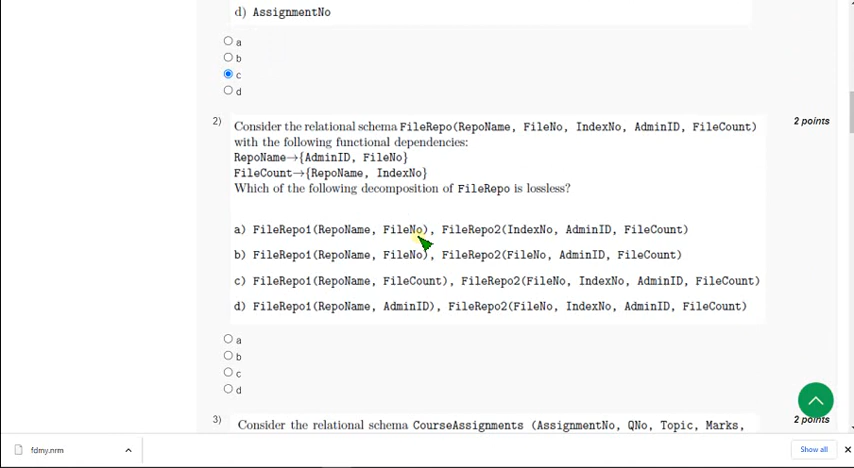 d) AssignmentNo
a
b
c
d
2) Consider the relational schema FileRepo(RepoName, FileNo, IndexNo, AdminID, FileCount) 2 points
with the following functional dependencies:
RepoName→{AdminID, FileNo}
FileCount→{RepoName, IndexNo}
Which of the following decomposition of FileRepo is lossless?
a) FileRepo1(RepoName, FileNo), FileRepo2(IndexNo, AdminID, FileCount)
b) FileRepo1(RepoName, FileNo), FileRepo2(FileNo, AdminID, FileCount)
c) FileRepo1(RepoName, FileCount), FileRepo2(FileNo, IndexNo, AdminID, FileCount)
d) FileRepo1(RepoName, AdminID), FileRepo2(FileNo, IndexNo, AdminID, FileCount)
a
b
c
d
3) Consider the relational schema CourseAssignments (AssignmentNo, QNo, Topic, Marks, 2 points
fdmy.nrm Show all